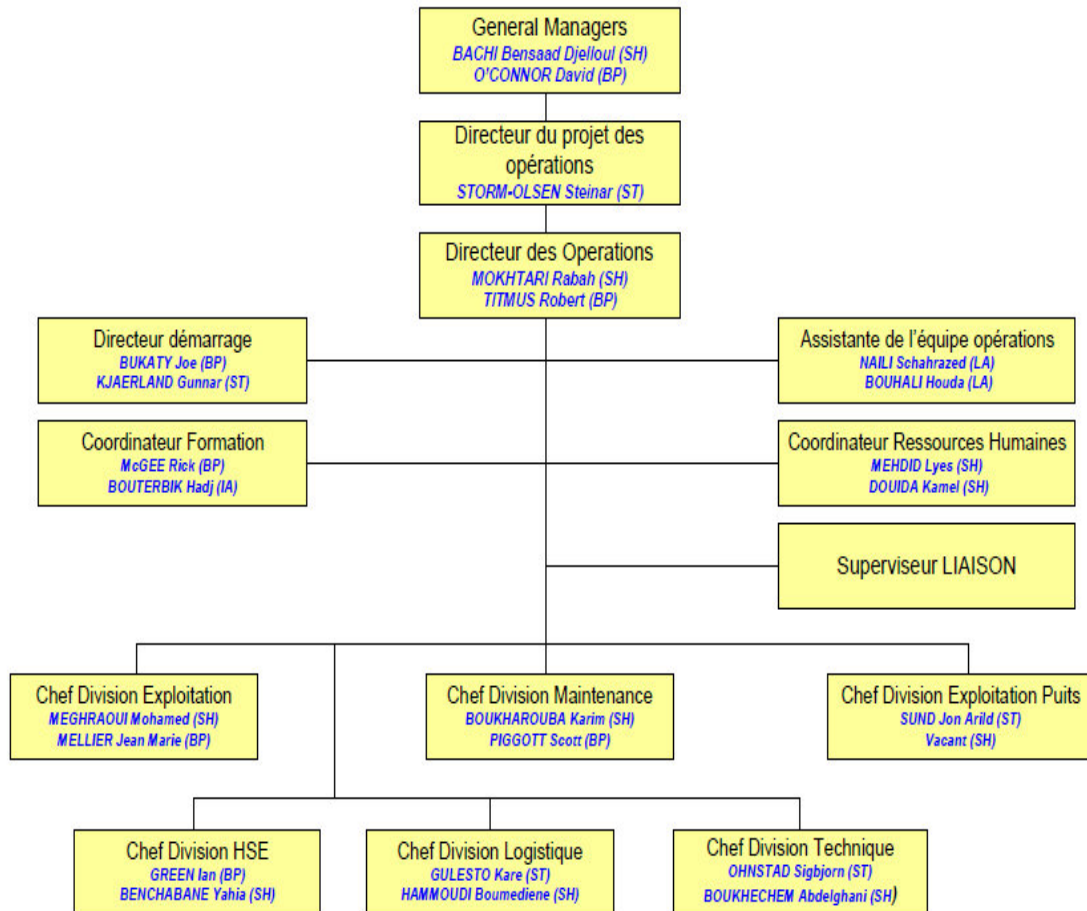 General Managers
BACHI Bensaad Djelloul (SH)
O'CONNOR David (BP)
Directeur du projet des
opérations
STORM-OLSEN Steinar (ST)
Directeur des Operations
MOKHTARI Rabah (SH)
TITMUS Robert (BP)
Directeur démarrage
BUKATY Joe (BP)
KJAERLAND Gunnar (ST)
Assistante de l'équipe opérations
NAILI Schahrazed (LA)
BOUHALI Houda (LA)
Coordinateur Formation
McGEE Rick (BP)
BOUTERBIK Hadj (IA)
Coordinateur Ressources Humaines
MEHDID Lyes (SH)
DOUIDA Kamel (SH)
Superviseur LIAISON
Chef Division Exploitation
MEGHRAOUI Mohamed (SH)
MELLIER Jean Marie (BP)
Chef Division Maintenance
BOUKHAROUBA Karim (SH)
PIGGOTT Scott (BP)
Chef Division Exploitation Puits
SUND Jon Arild (ST)
Vacant (SH)
Chef Division HSE
GREEN Ian (BP)
BENCHABANE Yahia (SH)
Chef Division Logistique
GULESTO Kare (ST)
HAMMOUDI Boumediene (SH)
Chef Division Technique
OHNSTAD Sigbjorn (ST)
BOUKHECHEM Abdelghani (SH)